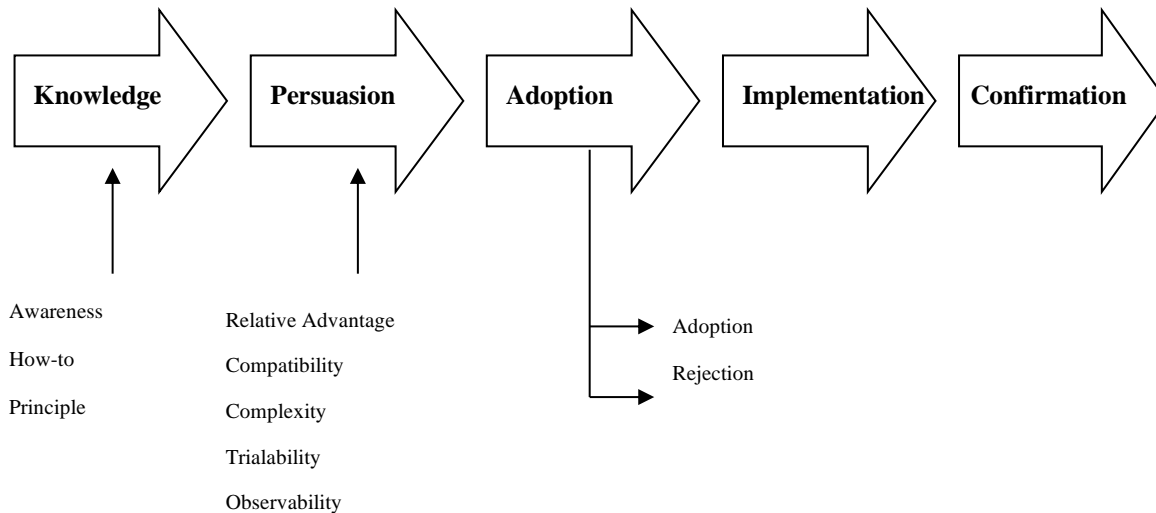 Knowledge
Persuasion
Adoption
Implementation
Confirmation
Awareness
How-to
Principle
Relative Advantage
Compatibility
Complexity
Trialability
Observability
Adoption
Rejection